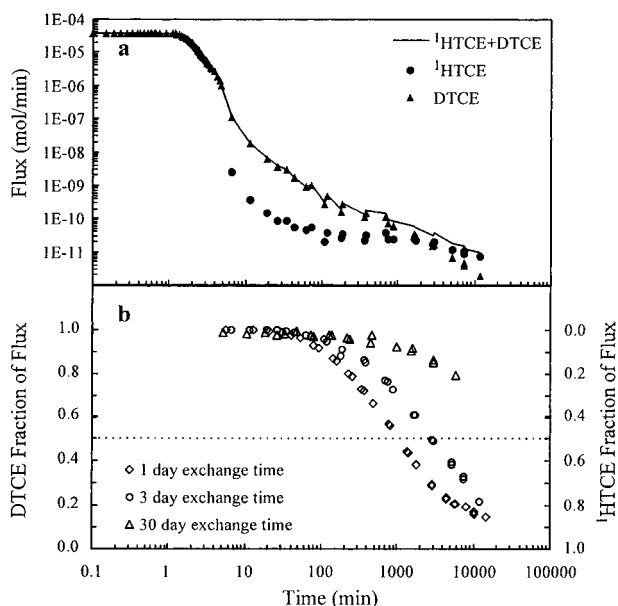 1E-04
1E-05
1E-06
1E-07
1E-08
1E-09
1E-10
1E-11
Flux (mol/min)
a
¹HTCE+DTCE
¹HTCE
DTCE
b
1.0
0.8
0.6
0.4
0.2
0.0
DTCE Fraction of Flux
0.0
0.2
0.4
0.6
0.8
1.0
¹HTCE Fraction of Flux
1 day exchange time
3 day exchange time
30 day exchange time
0.1 1 10 100 1000 10000 100000
Time (min)